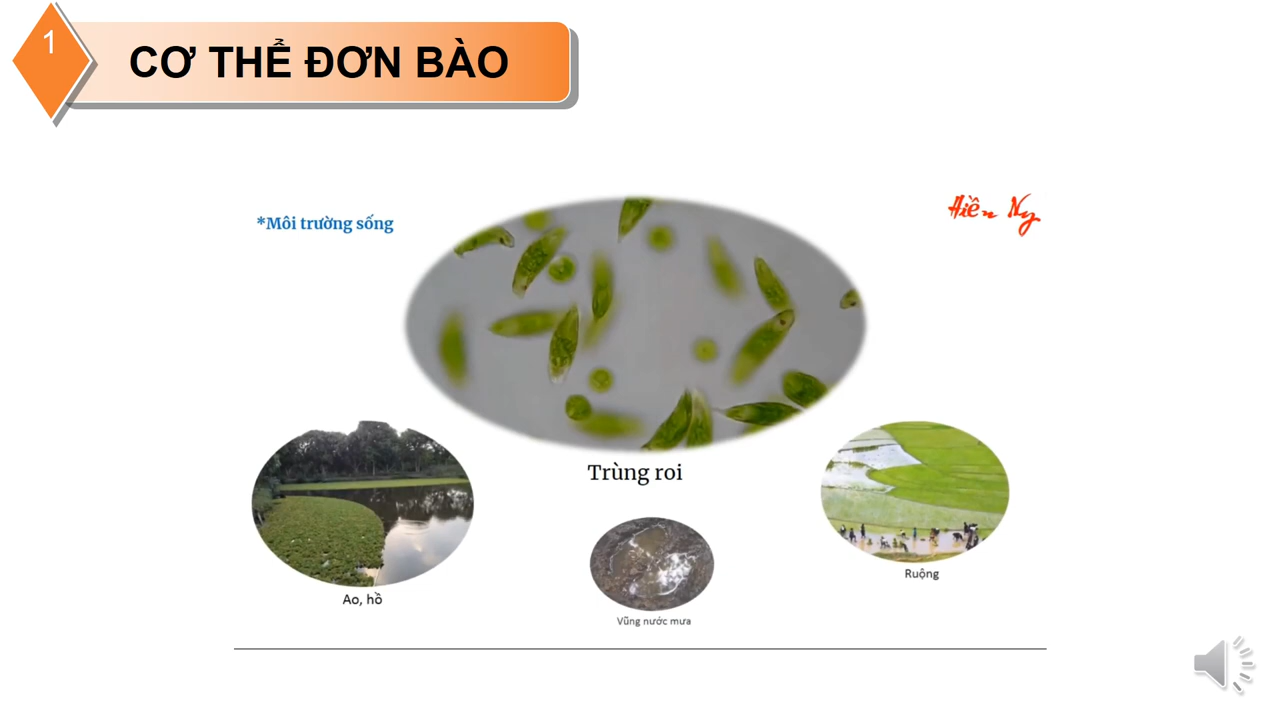 1
CƠ THỂ ĐƠN BÀO
*Môi trường sống
Hiền Ny
Trùng roi
Ao, hồ
Ruộng
Vũng nước mưa